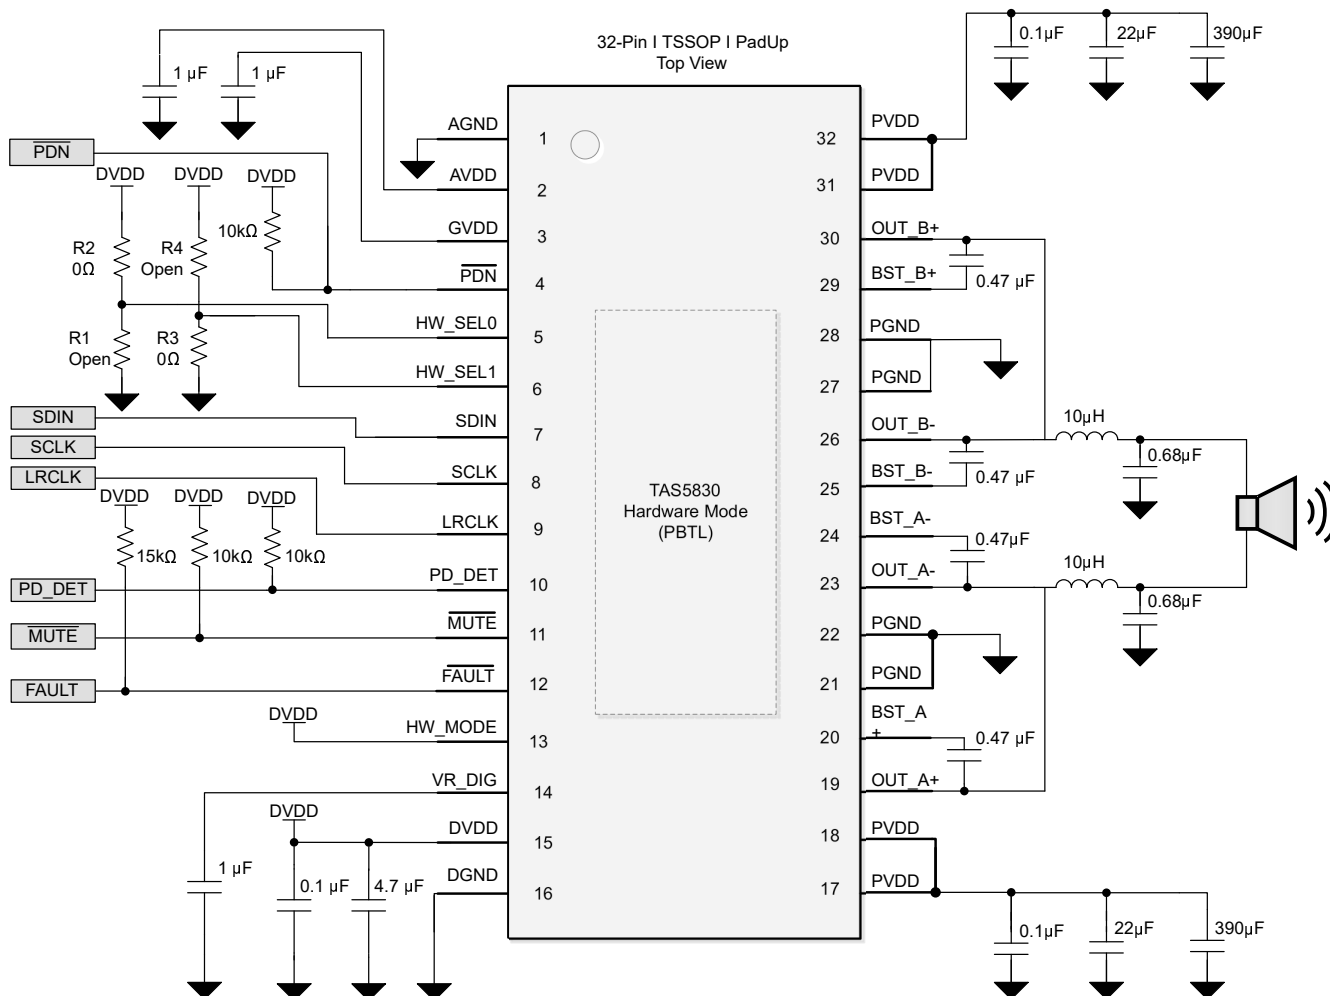 32-Pin I TSSOP I PadUp
Top View
1 µF
1 µF
0.1µF
22µF
390µF
PDN
DVDD
DVDD
DVDD
R2
0Ω
R4
Open
10kΩ
R1
Open
R3
0Ω
SDIN
SCLK
LRCLK
DVDD
DVDD
DVDD
15kΩ
10kΩ
10kΩ
PD_DET
MUTE
FAULT
DVDD
DVDD
1 µF
0.1 µF
4.7 µF
AGND
1
AVDD
2
GVDD
3
PDN
4
HW_SEL0
5
HW_SEL1
6
SDIN
7
SCLK
8
LRCLK
9
PD_DET
10
MUTE
11
FAULT
12
HW_MODE
13
VR_DIG
14
DVDD
15
DGND
16
TAS5830
Hardware Mode
(PBTL)
32
PVDD
31
PVDD
30
OUT_B+
29
BST_B+
0.47 µF
28
PGND
27
PGND
26
OUT_B-
25
BST_B-
0.47 µF
24
BST_A-
0.47µF
23
OUT_A-
22
PGND
21
PGND
20
BST_A
+
0.47 µF
19
OUT_A+
18
PVDD
17
PVDD
10µH
0.68µF
10µH
0.68µF
0.1µF
22µF
390µF